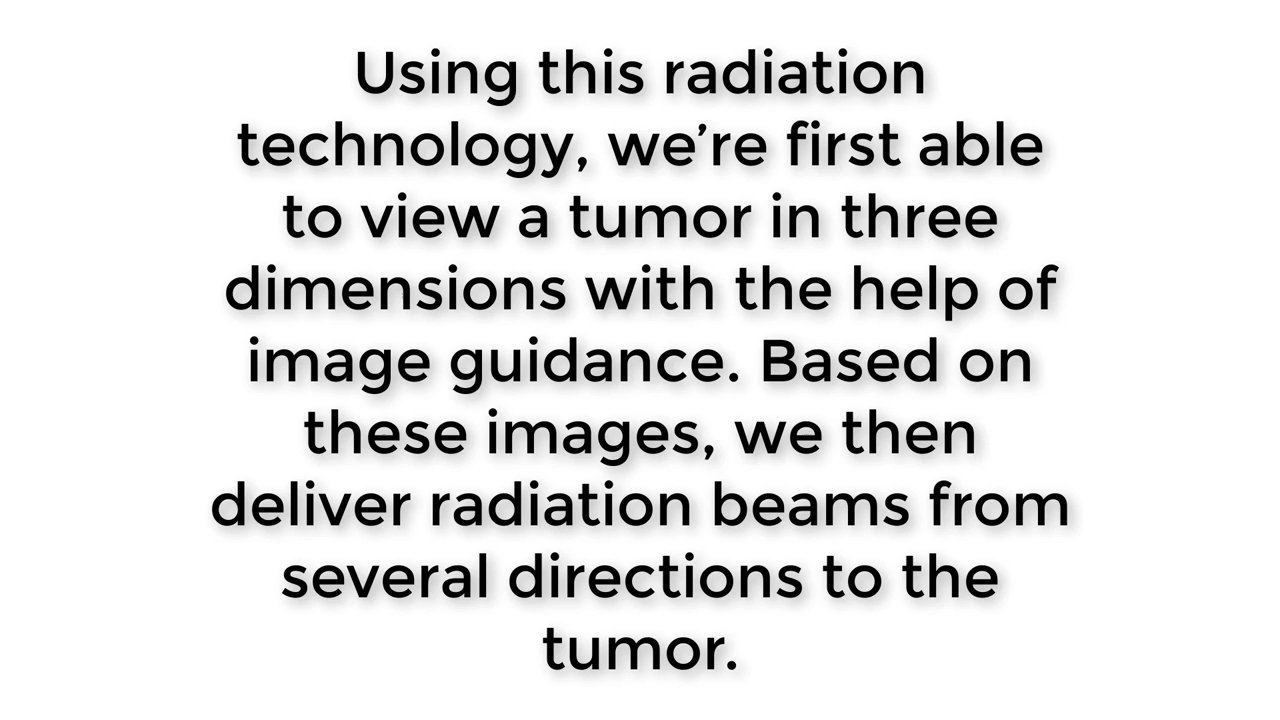 Using this radiation
technology, we’re first able
to view a tumor in three
dimensions with the help of
image guidance. Based on
these images, we then
deliver radiation beams from
several directions to the
tumor.